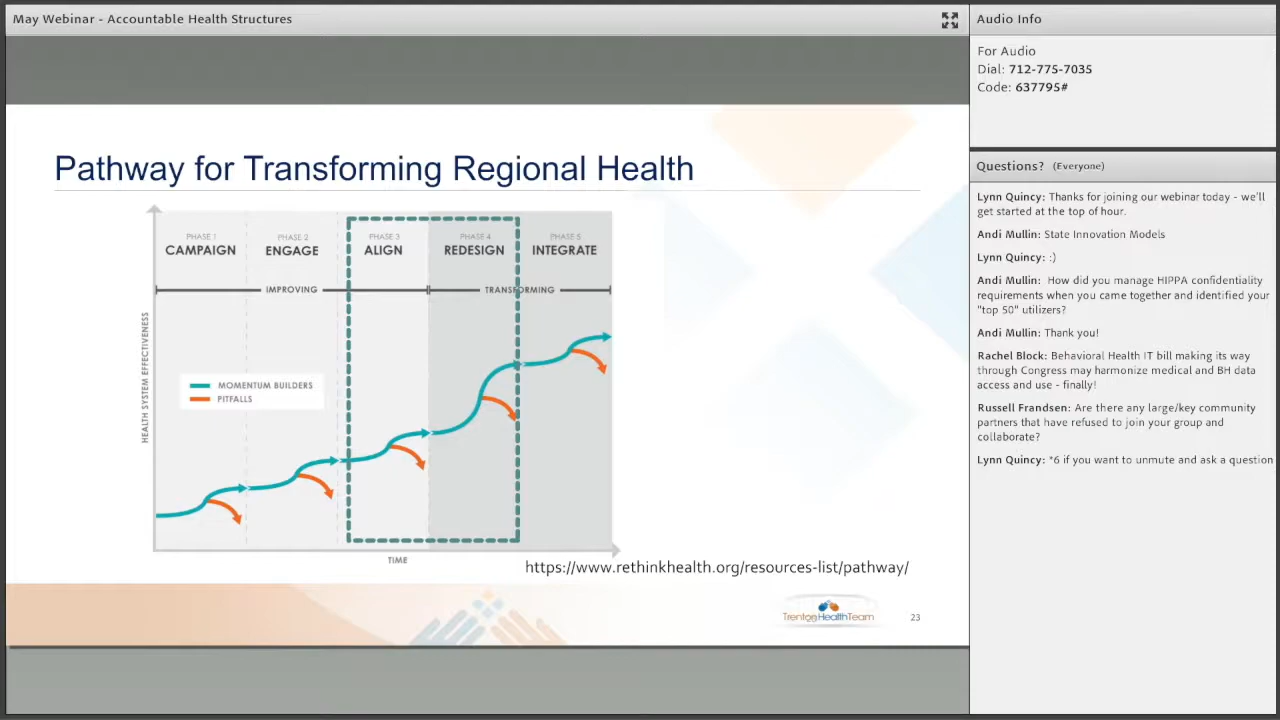 May Webinar - Accountable Health Structures
Pathway for Transforming Regional Health
PHASE 1
CAMPAIGN
PHASE 2
ENGAGE
PHASE 3
ALIGN
PHASE 4
REDESIGN
PHASE 5
INTEGRATE
IMPROVING
TRANSFORMING
HEALTH SYSTEM EFFECTIVENESS
MOMENTUM BUILDERS
PITFALLS
TIME
https://www.rethinkhealth.org/resources-list/pathway/
TrentonHealthTeam
23
Audio Info
For Audio
Dial: 712-775-7035
Code: 637795#
Questions? (Everyone)
Lynn Quincy: Thanks for joining our webinar today - we'll
get started at the top of hour.
Andi Mullin: State Innovation Models
Lynn Quincy: :)
Andi Mullin: How did you manage HIPPA confidentiality
requirements when you came together and identified your
"top 50" utilizers?
Andi Mullin: Thank you!
Rachel Block: Behavioral Health IT bill making its way
through Congress may harmonize medical and BH data
access and use - finally!
Russell Frandsen: Are there any large/key community
partners that have refused to join your group and
collaborate?
Lynn Quincy: *6 if you want to unmute and ask a question